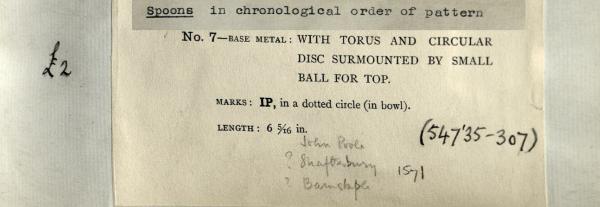 Spoons in chronological order of pattern
£2
No. 7—BASE METAL: WITH TORUS AND CIRCULAR
DISC SURMOUNTED BY SMALL
BALL FOR TOP.
MARKS: IP, in a dotted circle (in bowl).
LENGTH: 6 5/16 in.
(547'35-307)
John Poole
? Shaftesbury 1571
? Barnstaple